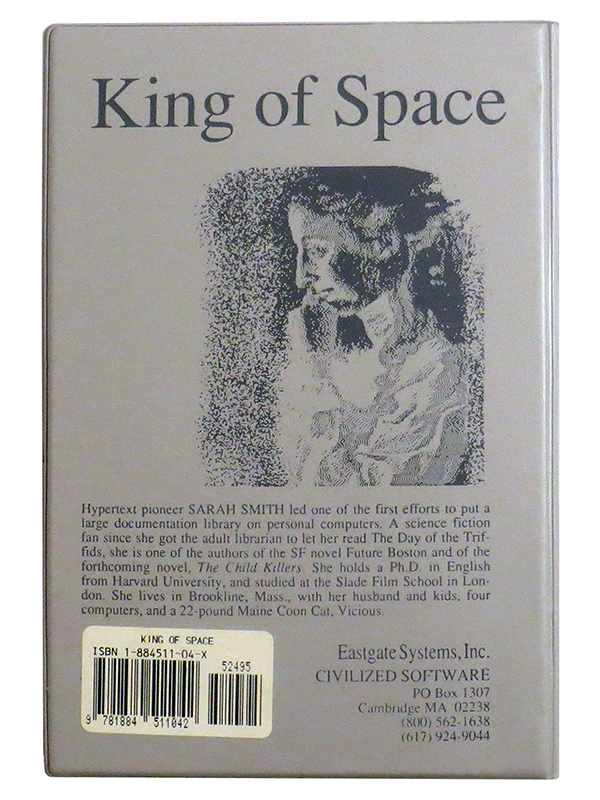 King of Space
Hypertext pioneer SARAH SMITH led one of the first efforts to put a
large documentation library on personal computers. A science fiction
fan since she got the adult librarian to let her read The Day of the Trif-
fids, she is one of the authors of the SF novel Future Boston and of the
forthcoming novel, The Child Killers. She holds a Ph.D. in English
from Harvard University, and studied at the Slade Film School in Lon-
don. She lives in Brookline, Mass., with her husband and kids, four
computers, and a 22-pound Maine Coon Cat, Vicious.
KING OF SPACE
ISBN 1-884511-04-X
52495
9 781884 511042
Eastgate Systems, Inc.
CIVILIZED SOFTWARE
PO Box 1307
Cambridge MA 02238
(800) 562-1638
(617) 924-9044